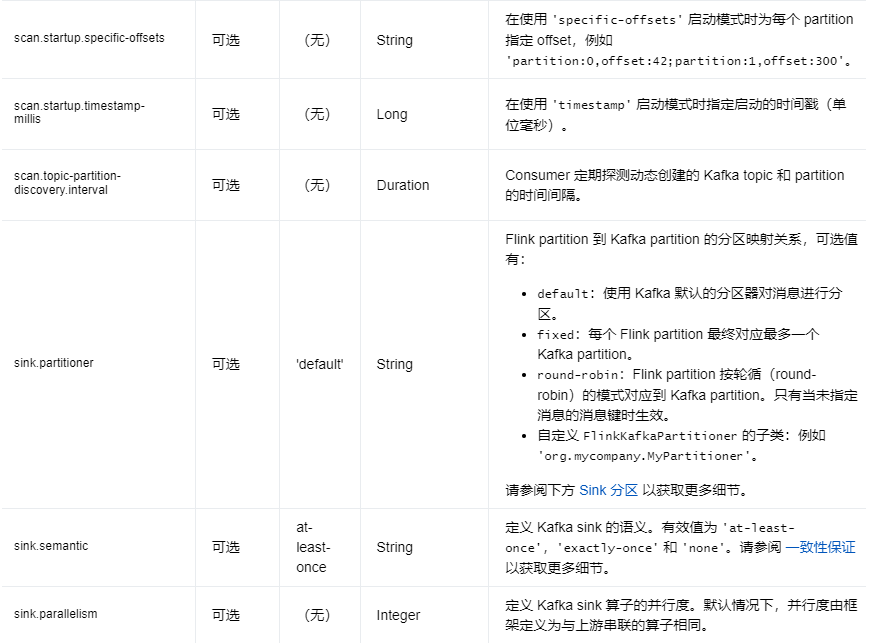 scan.startup.specific-offsets
可选
（无）
String
在使用 'specific-offsets' 启动模式时为每个 partition
指定 offset，例如
'partition:0,offset:42;partition:1,offset:300'。
scan.startup.timestamp-
millis
可选
（无）
Long
在使用 'timestamp' 启动模式时指定启动的时间戳（单
位毫秒）。
scan.topic-partition-
discovery.interval
可选
（无）
Duration
Consumer 定期探测动态创建的 Kafka topic 和 partition
的时间间隔。
sink.partitioner
可选
'default'
String
Flink partition 到 Kafka partition 的分区映射关系，可选值
有：
• default：使用 Kafka 默认的分区器对消息进行分
区。
• fixed：每个 Flink partition 最终对应最多一个
Kafka partition。
• round-robin：Flink partition 按轮循（round-
robin）的模式对应到 Kafka partition。只有当未指定
消息的消息键时生效。
• 自定义 FlinkKafkaPartitioner 的子类：例如
'org.mycompany.MyPartitioner'。
请参阅下方 Sink 分区 以获取更多细节。
sink.semantic
可选
at-
least-
once
String
定义 Kafka sink 的语义。有效值为 'at-least-
once'，'exactly-once' 和 'none'。请参阅 一致性保证
以获取更多细节。
sink.parallelism
可选
（无）
Integer
定义 Kafka sink 算子的并行度。默认情况下，并行度由框
架定义为与上游串联的算子相同。